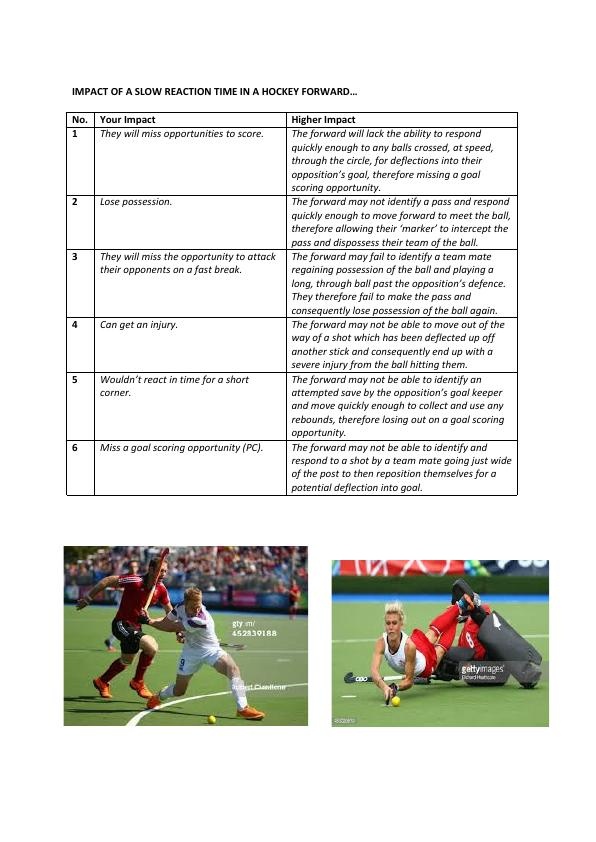 IMPACT OF A SLOW REACTION TIME IN A HOCKEY FORWARD…
No. Your Impact Higher Impact
1 They will miss opportunities to score. The forward will lack the ability to respond
quickly enough to any balls crossed, at speed,
through the circle, for deflections into their
opposition's goal, therefore missing a goal
scoring opportunity.
2 Lose possession. The forward may not identify a pass and respond
quickly enough to move forward to meet the ball,
therefore allowing their 'marker' to intercept the
pass and dispossess their team of the ball.
3 They will miss the opportunity to attack The forward may fail to identify a team mate
their opponents on a fast break. regaining possession of the ball and playing a
long, through ball past the opposition's defence.
They therefore fail to make the pass and
consequently lose possession of the ball again.
4 Can get an injury. The forward may not be able to move out of the
way of a shot which has been deflected up off
another stick and consequently end up with a
severe injury from the ball hitting them.
5 Wouldn't react in time for a short The forward may not be able to identify an
corner. attempted save by the opposition's goal keeper
and move quickly enough to collect and use any
rebounds, therefore losing out on a goal scoring
opportunity.
6 Miss a goal scoring opportunity (PC). The forward may not be able to identify and
respond to a shot by a team mate going just wide
of the post to then reposition themselves for a
potential deflection into goal.
gty.im/
452839188
9
8
gettyimages
Richard Heathcote